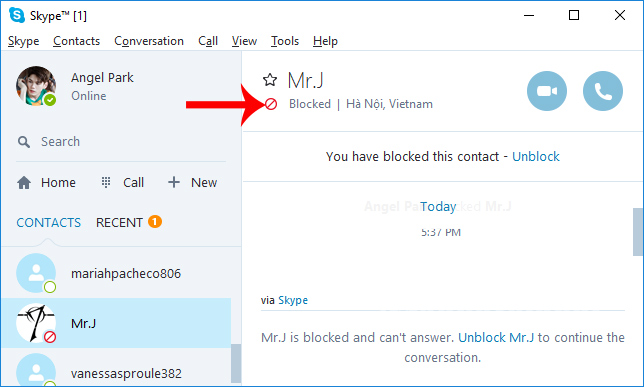 Skype™ [1]
Skype Contacts Conversation Call View Tools Help
Angel Park
Online
Search
Home Call New
CONTACTS RECENT 1
mariahpacheco806
Mr.J
vanessasproule382
Mr.J
Blocked | Hà Nội, Vietnam
You have blocked this contact - Unblock
Today
Angel Pa cked Mr.J
5:37 PM
via Skype
Mr.J is blocked and can't answer. Unblock Mr.J to continue the
conversation.